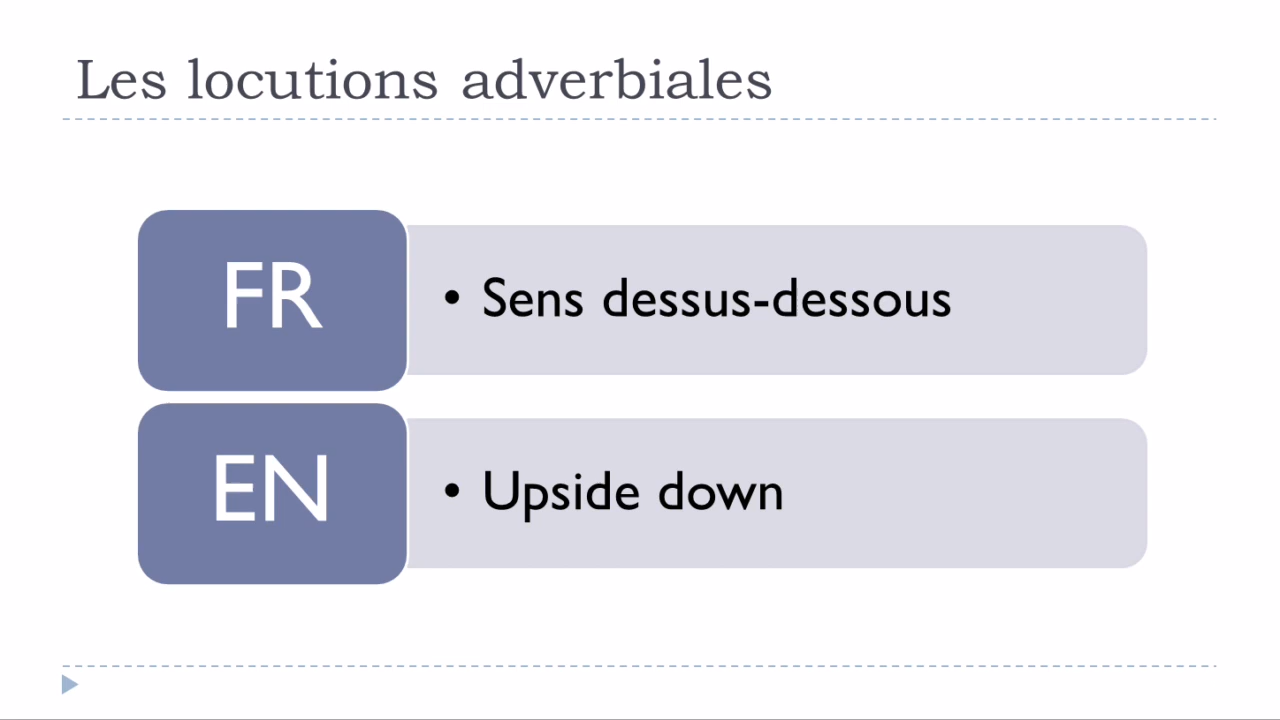 Les locutions adverbiales
FR
• Sens dessus-dessous
EN
• Upside down